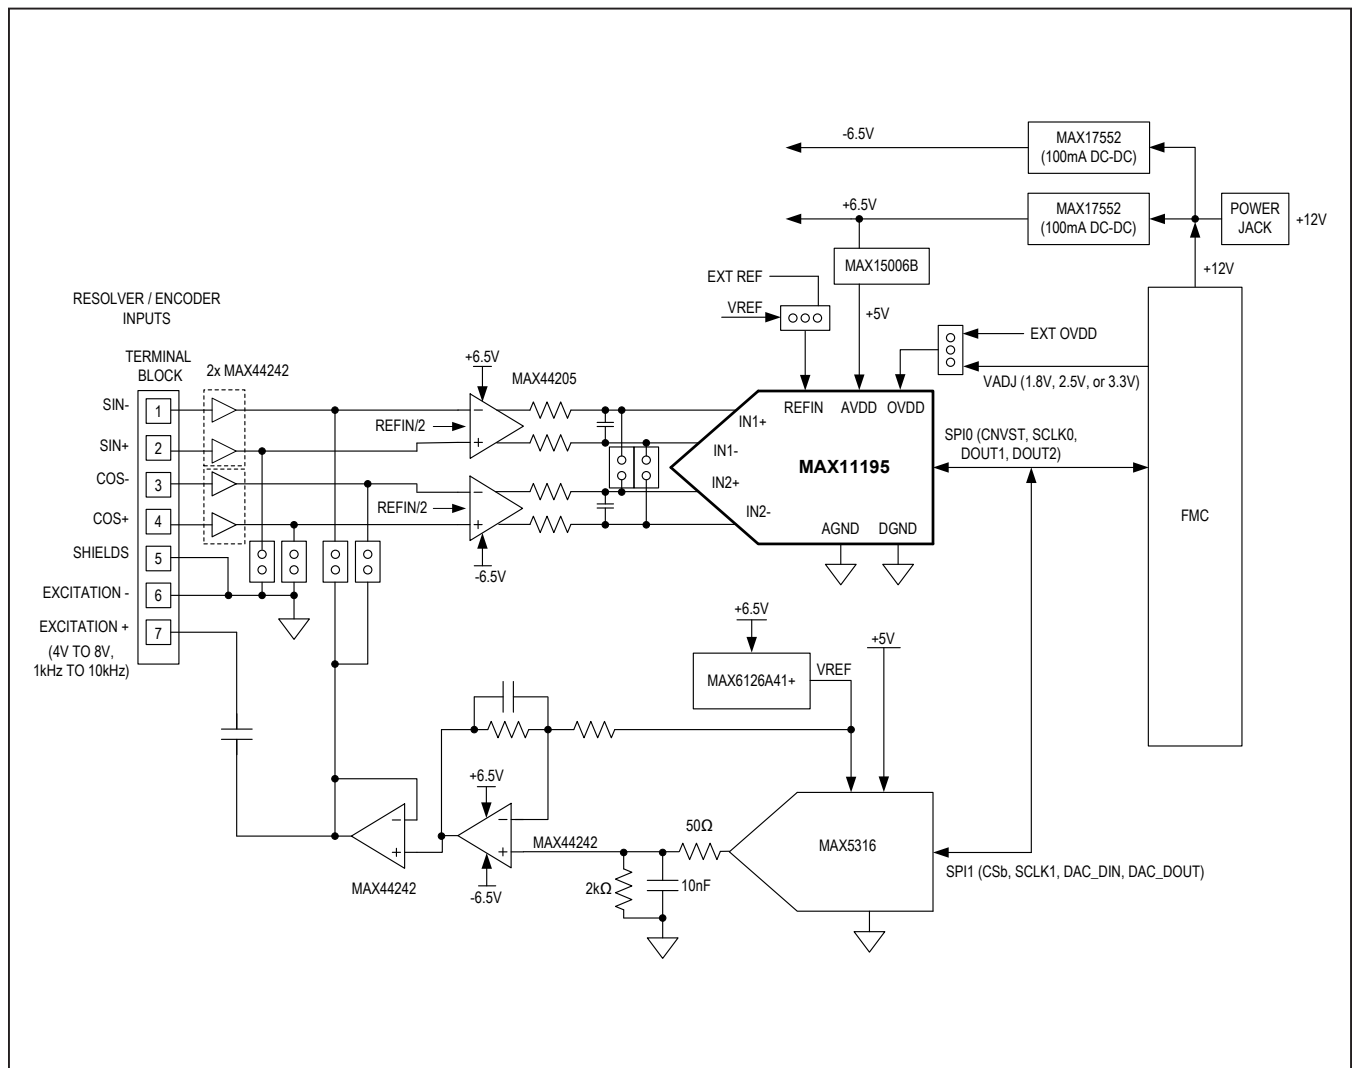 -6.5V
MAX17552
(100mA DC-DC)
+6.5V
MAX17552
(100mA DC-DC)
POWER
JACK
+12V
+12V
MAX15006B
EXT REF
VREF
+5V
EXT OVDD
VADJ (1.8V, 2.5V, or 3.3V)
RESOLVER / ENCODER
INPUTS
TERMINAL
BLOCK
2x MAX44242
+6.5V
MAX44205
SIN-
1
SIN+
2
COS-
3
COS+
4
SHIELDS
5
EXCITATION -
6
EXCITATION +
7
(4V TO 8V,
1kHz TO 10kHz)
REFIN/2
−
+
REFIN/2
−
+
-6.5V
REFIN
AVDD
OVDD
IN1+
IN1-
IN2+
IN2-
MAX11195
AGND
DGND
SPI0 (CNVST, SCLK0,
DOUT1, DOUT2)
FMC
+6.5V
MAX6126A41+
VREF
+5V
+6.5V
−
+
MAX44242
−
+
-6.5V
MAX44242
50Ω
2kΩ
10nF
MAX5316
SPI1 (CSb, SCLK1, DAC_DIN, DAC_DOUT)